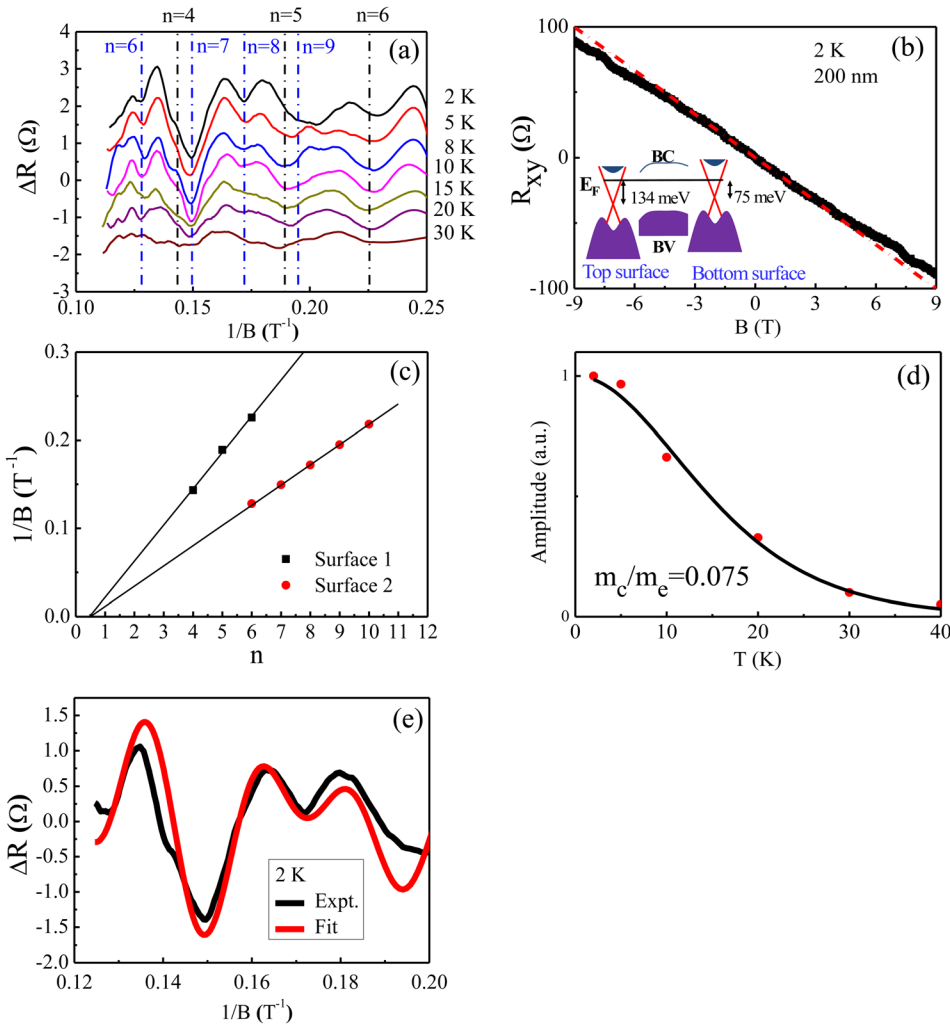 n=4 n=5 n=6
(a)
n=6 n=7 n=8 n=9
4
3
2
1
0
-1
-2
-3
ΔR (Ω)
2 K
5 K
8 K
10 K
15 K
20 K
30 K
0.10 0.15 0.20 0.25
1/B (T⁻¹)
(b)
2 K
200 nm
100
0
-100
Rxy (Ω)
BC
EF
134 meV
75 meV
BV
Top surface
Bottom surface
-9 -6 -3 0 3 6 9
B (T)
(c)
0.3
0.2
0.1
0.0
1/B (T⁻¹)
Surface 1
Surface 2
0 1 2 3 4 5 6 7 8 9 10 11 12
n
(d)
1
0
Amplitude (a.u.)
mc/me=0.075
0 10 20 30 40
T (K)
(e)
1.5
1.0
0.5
0.0
-0.5
-1.0
-1.5
-2.0
ΔR (Ω)
2 K
Expt.
Fit
0.12 0.14 0.16 0.18 0.20
1/B (T⁻¹)